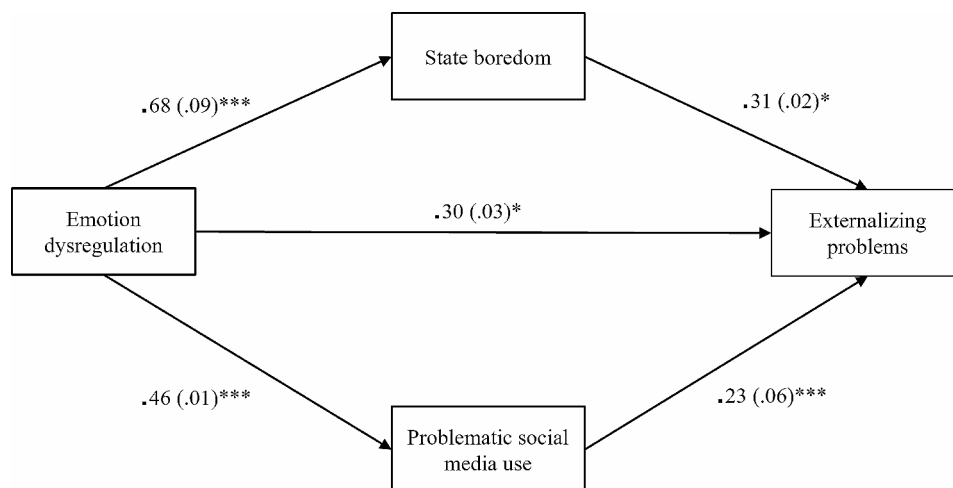 State boredom
.68 (.09)***
.31 (.02)*
Emotion
dysregulation
.30 (.03)*
Externalizing
problems
.46 (.01)***
.23 (.06)***
Problematic social
media use